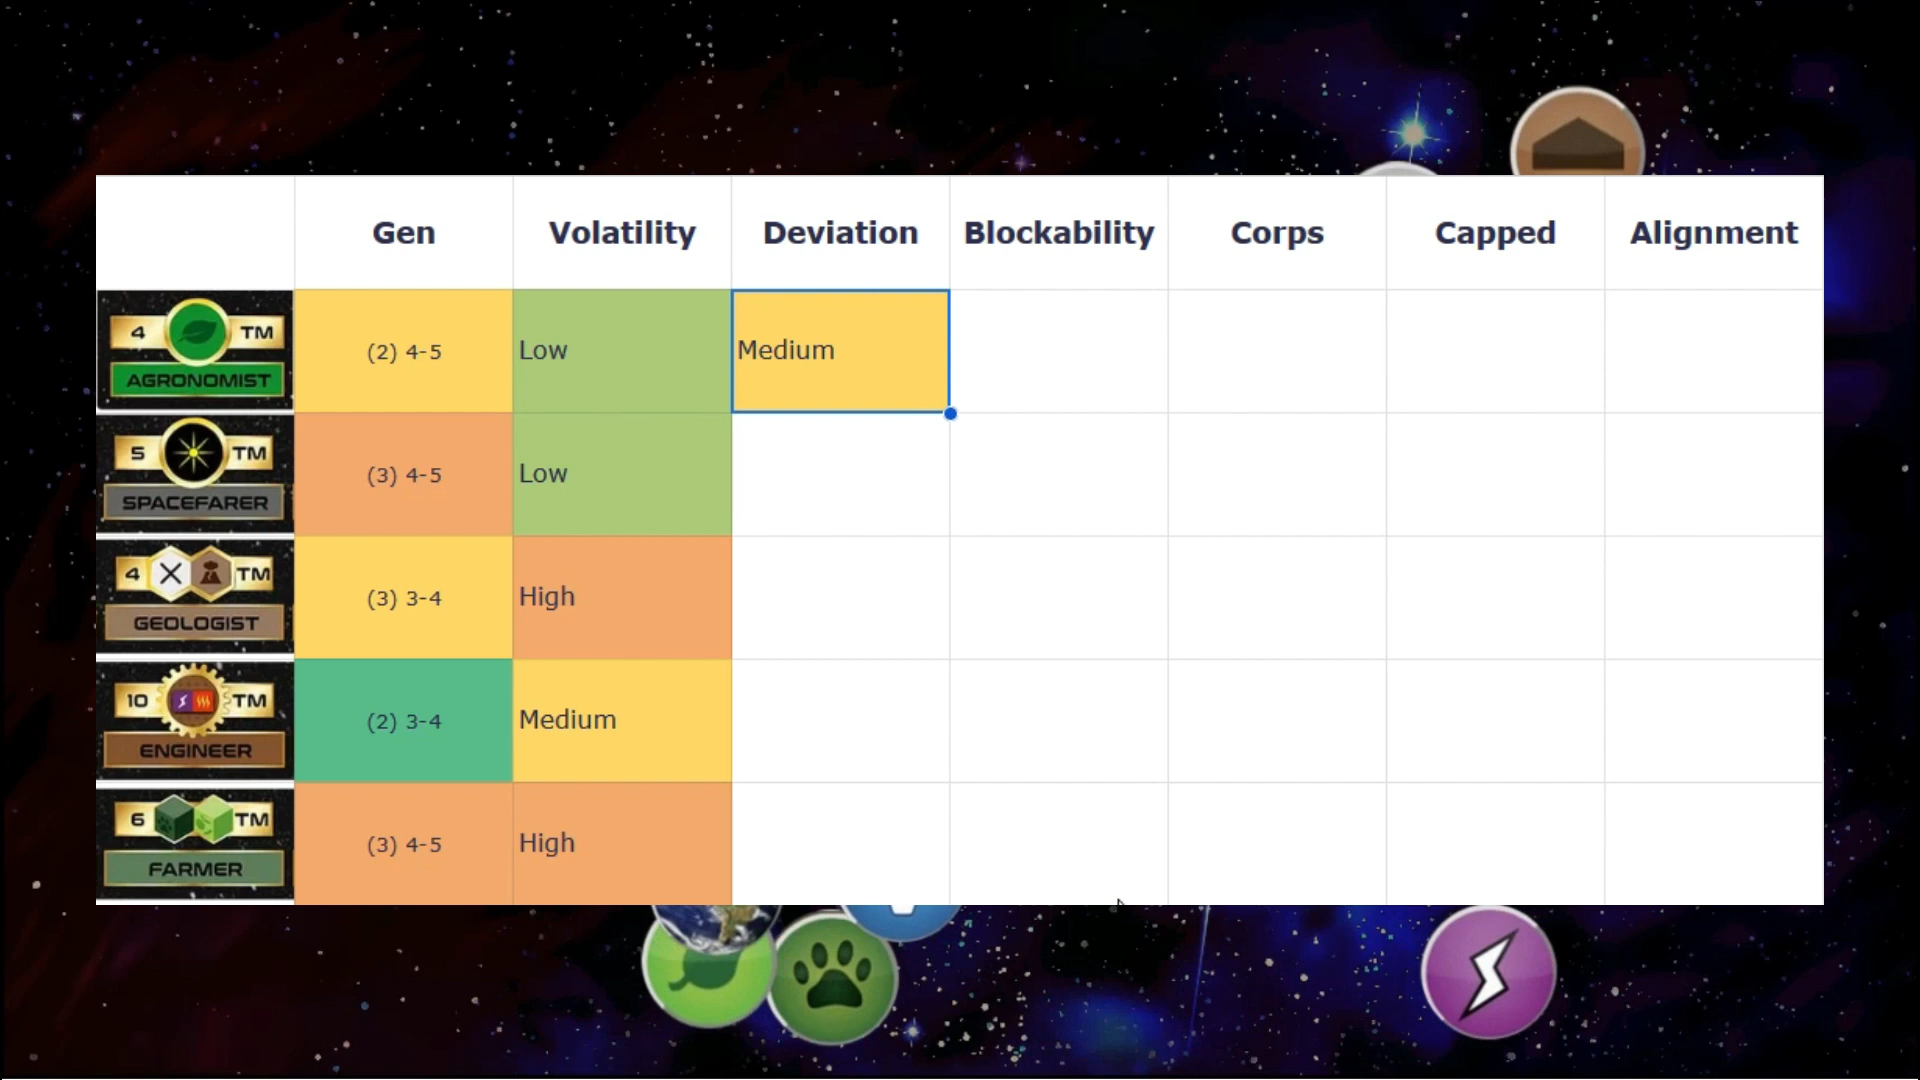 Gen Volatility Deviation Blockability Corps Capped Alignment
4 TM
AGRONOMIST
(2) 4-5 Low Medium
5 TM
SPACEFARER
(3) 4-5 Low
4 TM
GEOLOGIST
(3) 3-4 High
10 TM
ENGINEER
(2) 3-4 Medium
6 TM
FARMER
(3) 4-5 High